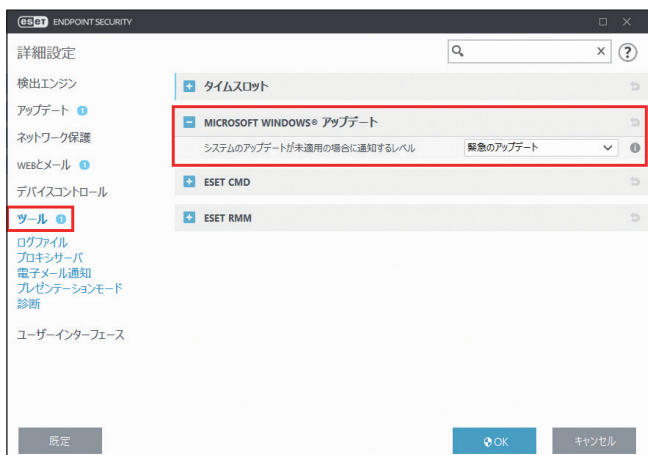 eset ENDPOINT SECURITY
詳細設定
検出エンジン
アップデート 1
ネットワーク保護
WEBとメール 1
デバイスコントロール
ツール 1
ログファイル
プロキシサーバ
電子メール通知
プレゼンテーションモード
診断
ユーザーインターフェース
タイムスロット
MICROSOFT WINDOWS® アップデート
システムのアップデートが未適用の場合に通知するレベル 緊急のアップデート
ESET CMD
ESET RMM
既定
OK
キャンセル